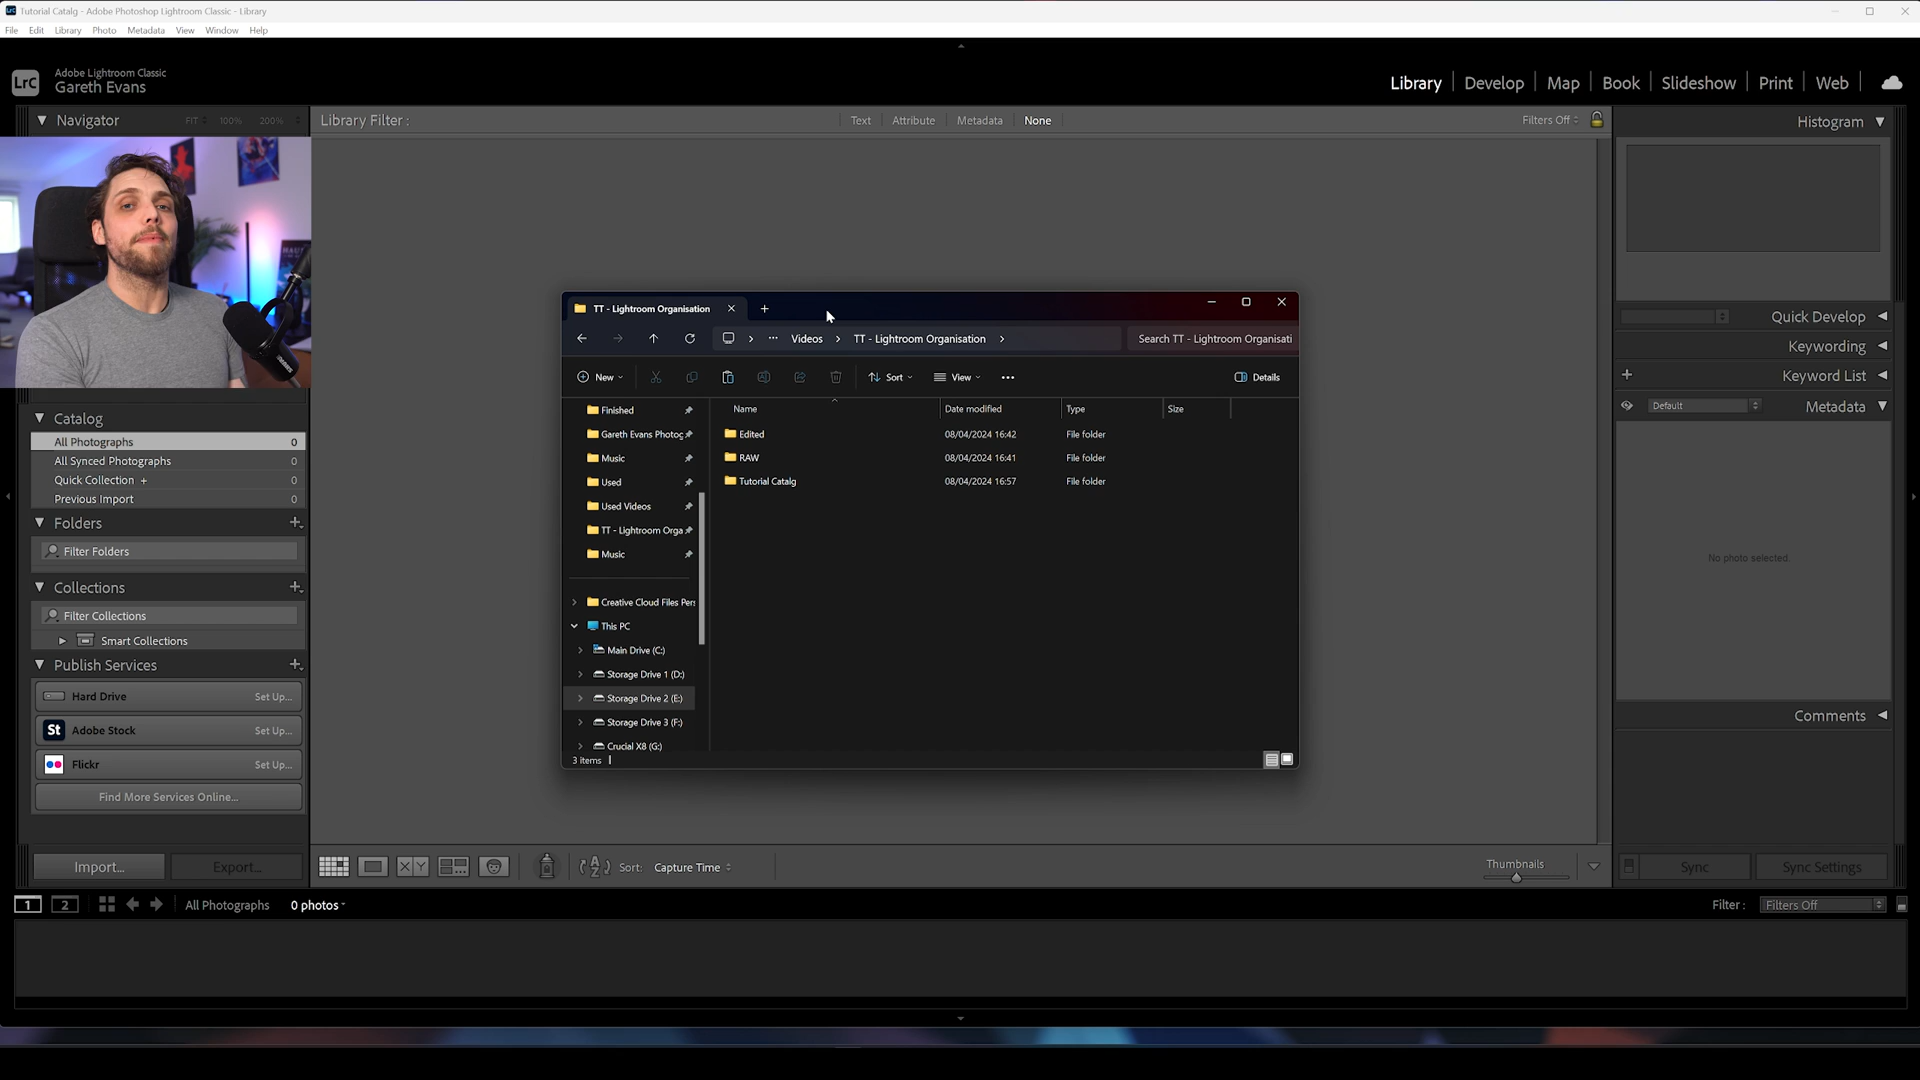 Tutorial Catalg - Adobe Photoshop Lightroom Classic - Library
File Edit Library Photo Metadata View Window Help
LrC
Adobe Lightroom Classic
Gareth Evans
Library Develop Map Book Slideshow Print Web
Navigator FIT 100% 200%
Library Filter : Text Attribute Metadata None Filters Off
Histogram
TT - Lightroom Organisation
Videos TT - Lightroom Organisation Search TT - Lightroom Organisati
New Sort View Details
Finished
Gareth Evans Photog
Music
Used
Used Videos
TT - Lightroom Orga
Music
Creative Cloud Files Pers
This PC
Main Drive (C:)
Storage Drive 1 (D:)
Storage Drive 2 (E:)
Storage Drive 3 (F:)
Crucial X8 (G:)
Name Date modified Type Size
Edited 08/04/2024 16:42 File folder
RAW 08/04/2024 16:41 File folder
Tutorial Catalg 08/04/2024 16:57 File folder
3 items
Catalog
All Photographs 0
All Synced Photographs 0
Quick Collection + 0
Previous Import 0
Folders
Filter Folders
Collections
Filter Collections
Smart Collections
Publish Services
Hard Drive Set Up...
St Adobe Stock Set Up...
Flickr Set Up...
Find More Services Online...
Import... Export...
Quick Develop
Keywording
Keyword List
Default Metadata
No photo selected.
Comments
X Y Sort: Capture Time Thumbnails
Sync Sync Settings
1 2 All Photographs 0 photos Filter : Filters Off